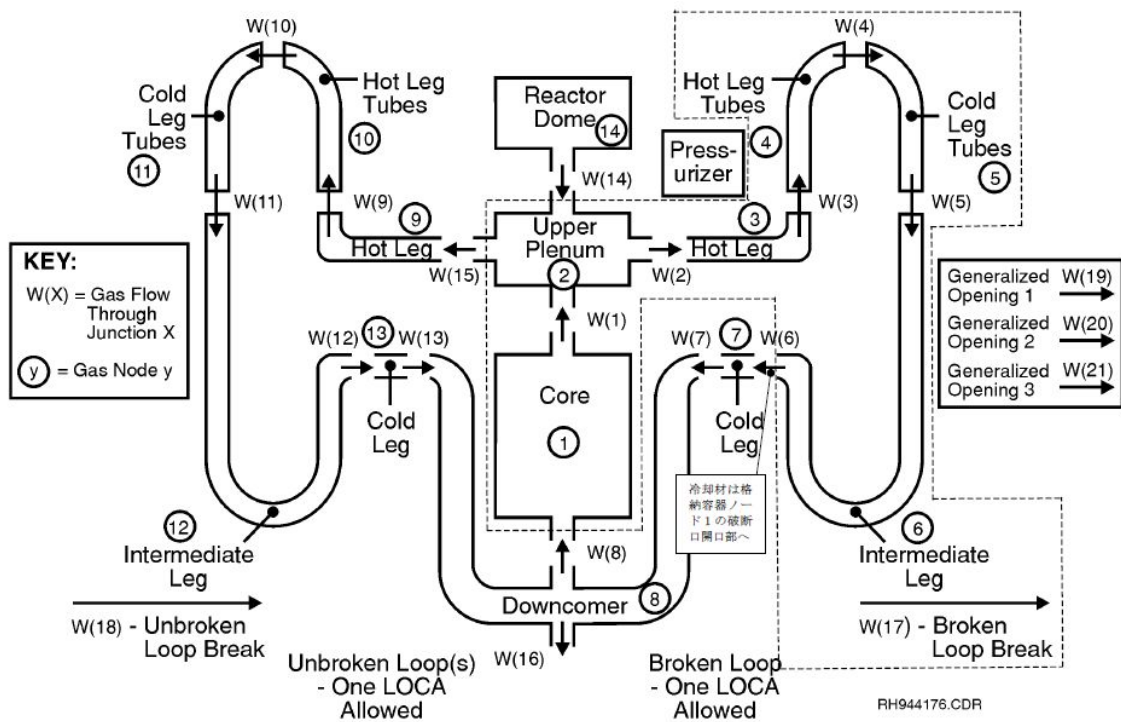 W(10)
W(4)
Hot Leg
Tubes
10
Cold
Leg
Tubes
11
Reactor
Dome
14
Press-
urizer
Hot Leg
Tubes
4
Cold
Leg
Tubes
5
W(11)
W(9)
W(14)
W(3)
W(5)
9
Hot Leg
W(15)
Upper
Plenum
2
W(2)
3
Hot Leg
KEY:
W(X) = Gas Flow
Through
Junction X
y = Gas Node y
Generalized
Opening 1
W(19)
Generalized
Opening 2
W(20)
Generalized
Opening 3
W(21)
W(1)
W(12)
13
W(13)
Cold
Leg
Core
1
W(7)
7
W(6)
Cold
Leg
冷却材は格
納容器ノー
ド1の破断
口開口部へ
12
Intermediate
Leg
W(8)
Downcomer
8
W(16)
6
Intermediate
Leg
W(18) - Unbroken
Loop Break
W(17) - Broken
Loop Break
Unbroken Loop(s)
- One LOCA
Allowed
Broken Loop
- One LOCA
Allowed
RH944176.CDR